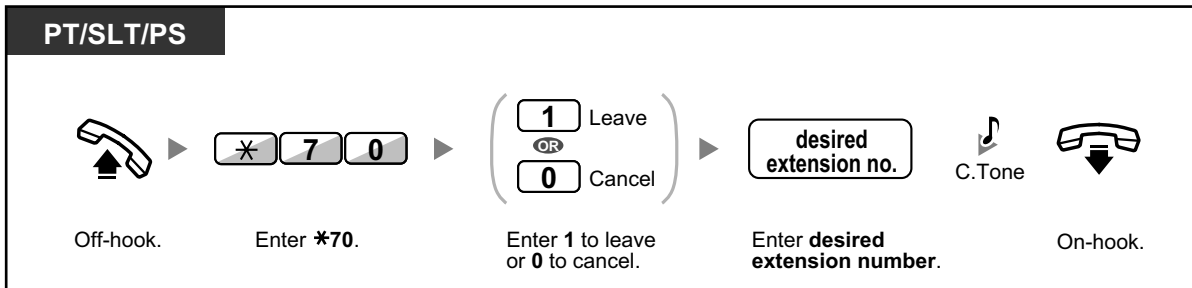 PT/SLT/PS
* 7 0
1 Leave
OR
0 Cancel
desired
extension no.
C.Tone
Off-hook.
Enter *70.
Enter 1 to leave
or 0 to cancel.
Enter desired
extension number.
On-hook.